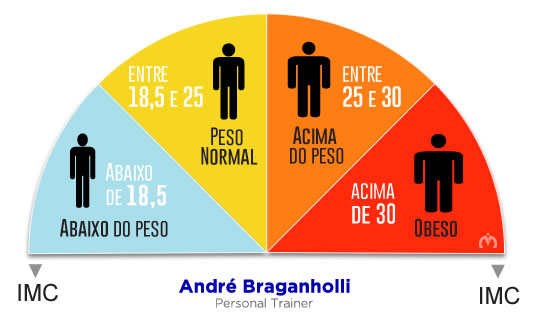 ENTRE
18,5 E 25
PESO
NORMAL
ENTRE
25 E 30
ACIMA
DO PESO
ABAIXO
DE 18,5
ABAIXO DO PESO
ACIMA
DE 30
OBESO
IMC
IMC
André Braganholli
Personal Trainer